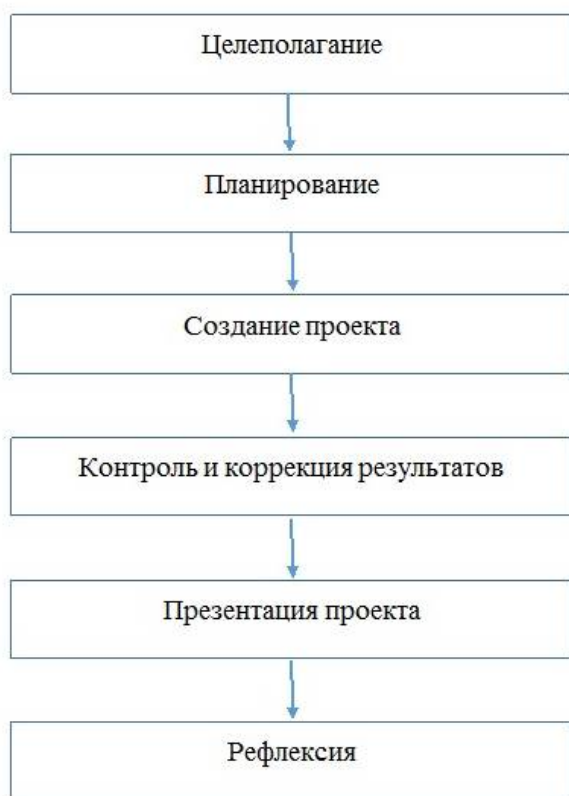 Целеполагание
Планирование
Создание проекта
Контроль и коррекция результатов
Презентация проекта
Рефлексия